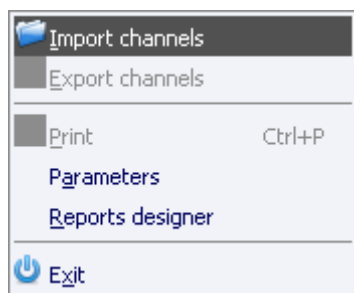 Import channels
Export channels
Print Ctrl+P
Parameters
Reports designer
Exit